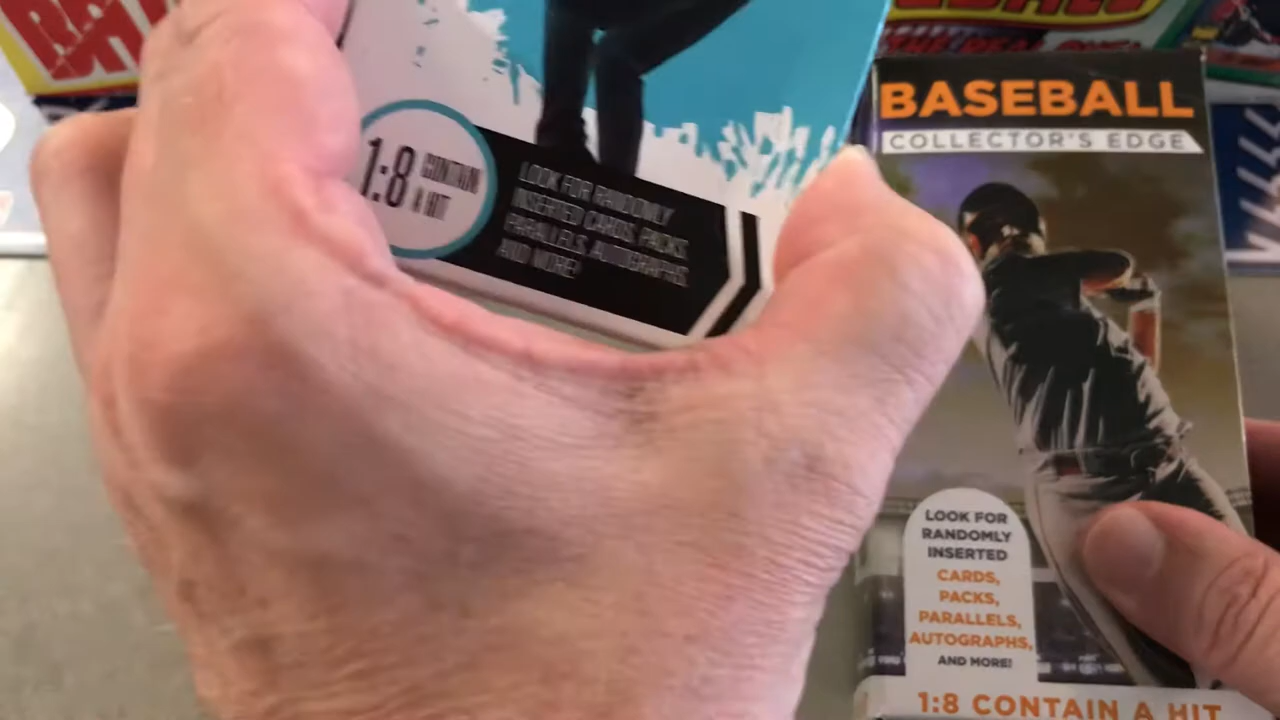 1:8 CONTAIN
A HIT
LOOK FOR RANDOMLY
INSERTED CARDS, PACKS,
PARALLELS, AUTOGRAPHS,
AND MORE!
BASEBALL
COLLECTOR'S EDGE
LOOK FOR
RANDOMLY
INSERTED
CARDS,
PACKS,
PARALLELS,
AUTOGRAPHS,
AND MORE!
1:8 CONTAIN A HIT